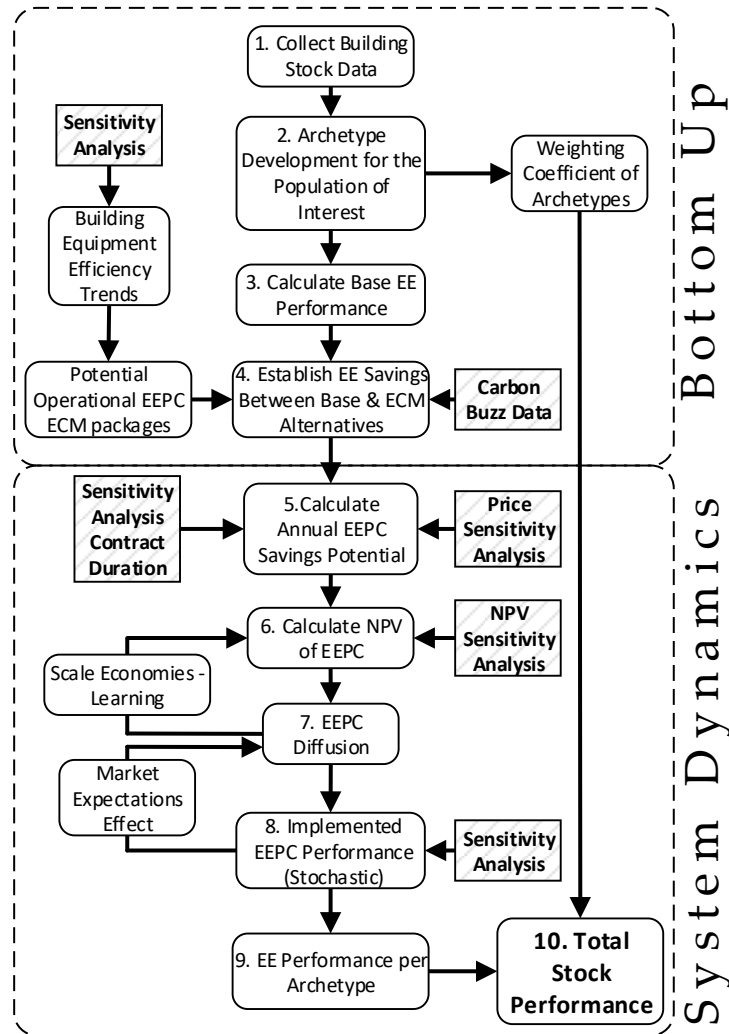 1. Collect Building
Stock Data
Sensitivity
Analysis
2. Archetype
Development for the
Population of
Interest
Weighting
Coefficient of
Archetypes
Building
Equipment
Efficiency
Trends
3. Calculate Base EE
Performance
Potential
Operational EEPC
ECM packages
4. Establish EE Savings
Between Base & ECM
Alternatives
Carbon
Buzz Data
Bottom Up
Sensitivity
Analysis
Contract
Duration
5.Calculate
Annual EEPC
Savings Potential
Price
Sensitivity
Analysis
6. Calculate NPV
of EEPC
NPV
Sensitivity
Analysis
Scale Economies -
Learning
7. EEPC
Diffusion
Market
Expectations
Effect
8. Implemented
EEPC Performance
(Stochastic)
Sensitivity
Analysis
9. EE Performance per
Archetype
10. Total
Stock
Performance
System Dynamics